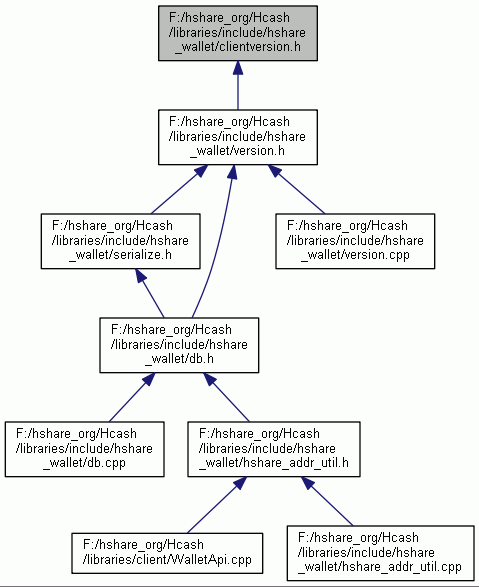 F:/hshare_org/Hcash
/libraries/include/hshare
_wallet/clientversion.h
F:/hshare_org/Hcash
/libraries/include/hshare
_wallet/version.h
F:/hshare_org/Hcash
/libraries/include/hshare
_wallet/serialize.h
F:/hshare_org/Hcash
/libraries/include/hshare
_wallet/version.cpp
F:/hshare_org/Hcash
/libraries/include/hshare
_wallet/db.h
F:/hshare_org/Hcash
/libraries/include/hshare
_wallet/db.cpp
F:/hshare_org/Hcash
/libraries/include/hshare
_wallet/hshare_addr_util.h
F:/hshare_org/Hcash
/libraries/client/WalletApi.cpp
F:/hshare_org/Hcash
/libraries/include/hshare
_wallet/hshare_addr_util.cpp